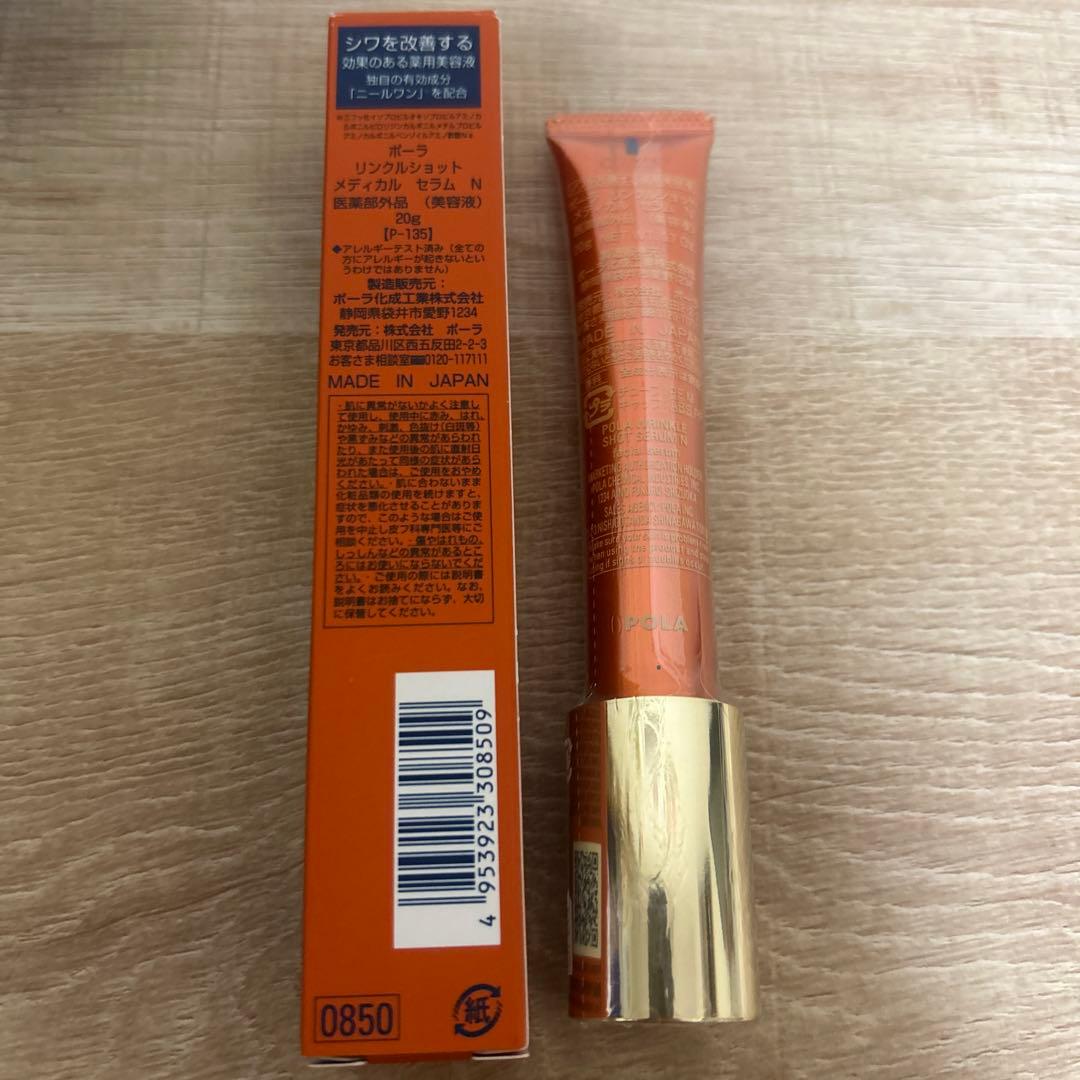 シワを改善する
効果のある薬用美容液
独自の有効成分
「ニールワン」を配合
ポーラ
リンクルショット
メディカル セラム N
医薬部外品 （美容液）
20g
【P-135】
◆アレルギーテスト済み（全ての
方にアレルギーが起きないとい
うわけではありません）
製造販売元：
ポーラ化成工業株式会社
静岡県袋井市愛野1234
発売元：株式会社 ポーラ
東京都品川区西五反田2-2-3
お客さま相談室 0120-117111
MADE IN JAPAN
・肌に異常がないかよく注意し
て使用し、使用中に赤み、はれ、
かゆみ、刺激、色抜け（白斑等）
や黒ずみなどの異常があらわれ
たり、また使用後の肌に直射日
光があたって同様の症状があら
われた場合は、ご使用をおやめ
ください。・肌に合わないまま
化粧品類の使用を続けますと、
症状を悪化させることがありま
すので、このような場合はご使
用を中止し皮フ科専門医等にご
相談ください。・傷やはれもの、
しっしんなどの異常があるとこ
ろにはお使いにならないでくだ
さい。・ご使用の際には説明書
をよくお読みください。なお、
説明書はお捨てにならず、大切
に保管してください。
4 953923 308509
0850
紙
MADE IN JAPAN
プラ
POLA WRINKLE
SHOT SERUM N
facial serum
POLA